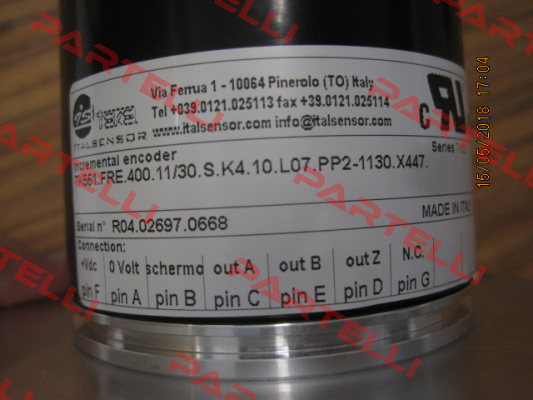 Via Ferrua 1 - 10064 Pinerolo (TO) Italy
Tel +039.0121.025113 fax +39.0121.025114
www.italsensor.com info@italsensor.com
ITALSENSOR
TEKEL
C
Series
Incremental encoder
TK561.FRE.400.11/30.S.K4.10.L07.PP2-1130.X447.
MADE IN ITALY
Serial n° R04.02697.0668
Connection:
+Vdc 0 Volt schermo out A out B out Z N.C.
pin F pin A pin B pin C pin E pin D pin G
15/05/2018 17:04
PARTELLI
PARTELLI
PARTELLI
PARTELLI